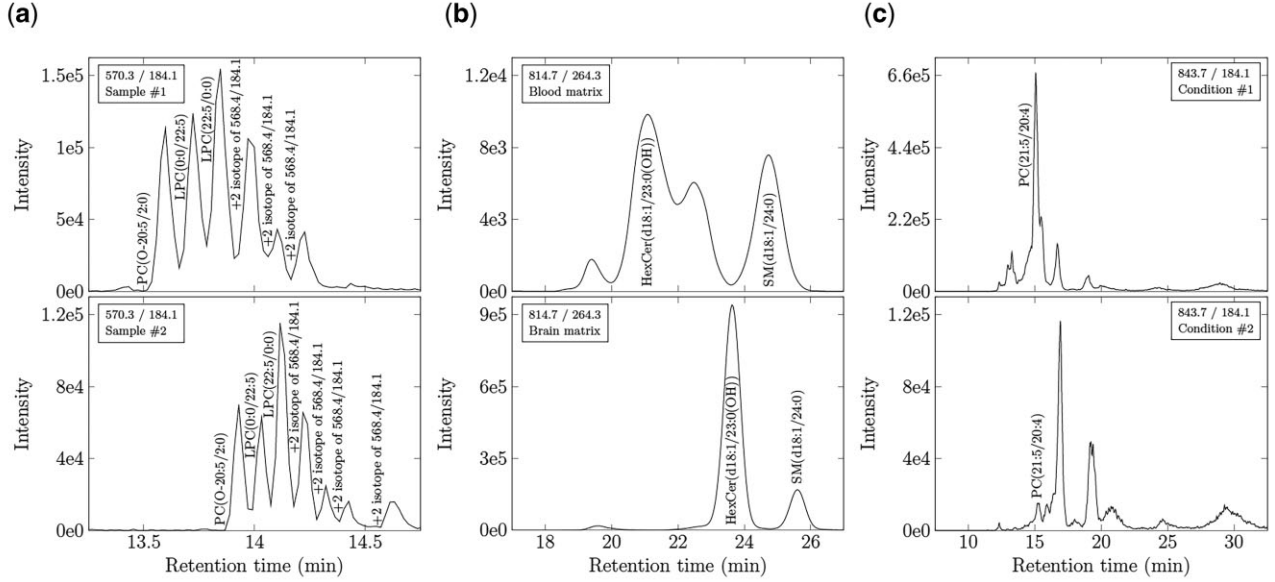 (a)
570.3 / 184.1
Sample #1
Intensity
1.5e5
1e5
5e4
0e0
PC(O-20:5/2:0)
LPC(0:0/22:5)
LPC(22:5/0:0)
+2 isotope of 568.4/184.1
+2 isotope of 568.4/184.1
+2 isotope of 568.4/184.1
570.3 / 184.1
Sample #2
Intensity
1.2e5
8e4
4e4
0e0
PC(O-20:5/2:0)
LPC(0:0/22:5)
LPC(22:5/0:0)
+2 isotope of 568.4/184.1
+2 isotope of 568.4/184.1
+2 isotope of 568.4/184.1
+2 isotope of 568.4/184.1
13.5 14 14.5
Retention time (min)
(b)
814.7 / 264.3
Blood matrix
Intensity
1.2e4
8e3
4e3
0e0
HexCer(d18:1/23:0(OH))
SM(d18:1/24:0)
814.7 / 264.3
Brain matrix
Intensity
9e5
6e5
3e5
0e0
HexCer(d18:1/23:0(OH))
SM(d18:1/24:0)
18 20 22 24 26
Retention time (min)
(c)
843.7 / 184.1
Condition #1
Intensity
6.6e5
4.4e5
2.2e5
0e0
PC(21:5/20:4)
843.7 / 184.1
Condition #2
Intensity
1.2e5
8e4
4e4
0e0
PC(21:5/20:4)
10 15 20 25 30
Retention time (min)